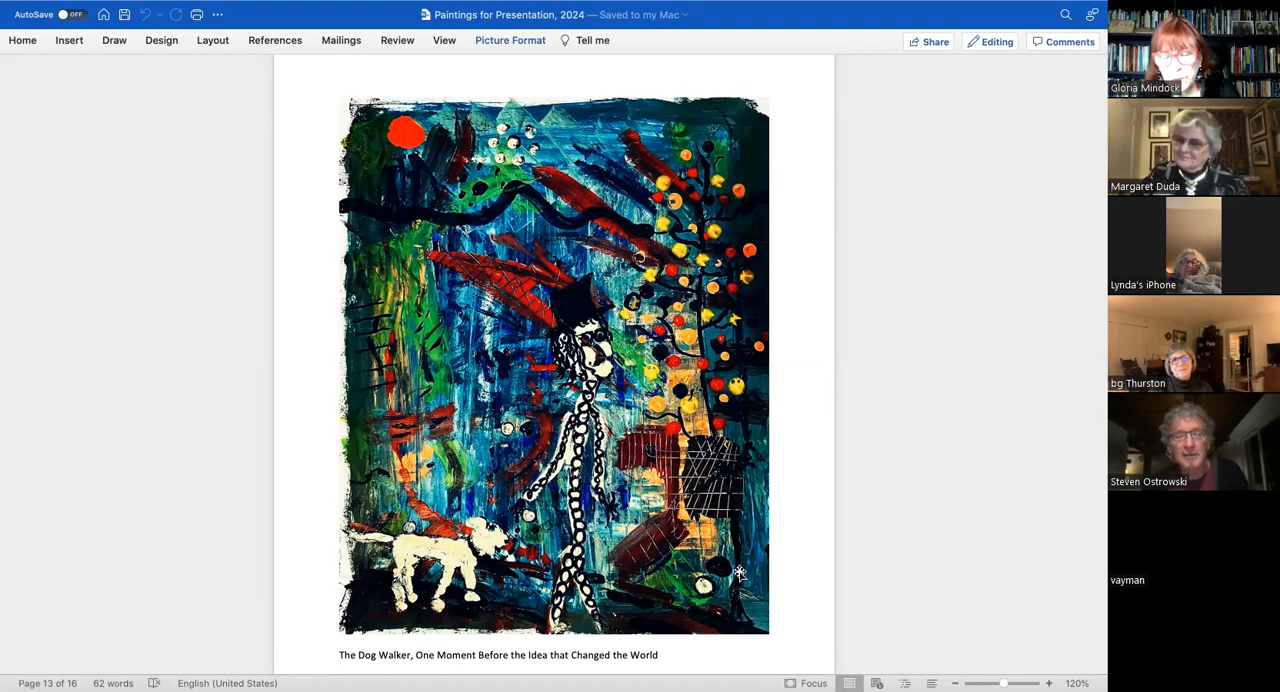 AutoSave OFF
Paintings for Presentation, 2024 — Saved to my Mac
Home Insert Draw Design Layout References Mailings Review View Picture Format Tell me
Share Editing Comments
Gloria Mindock
Margaret Duda
Lynda's iPhone
bg Thurston
Steven Ostrowski
vayman
The Dog Walker, One Moment Before the Idea that Changed the World
Page 13 of 16 62 words English (United States) Focus 120%